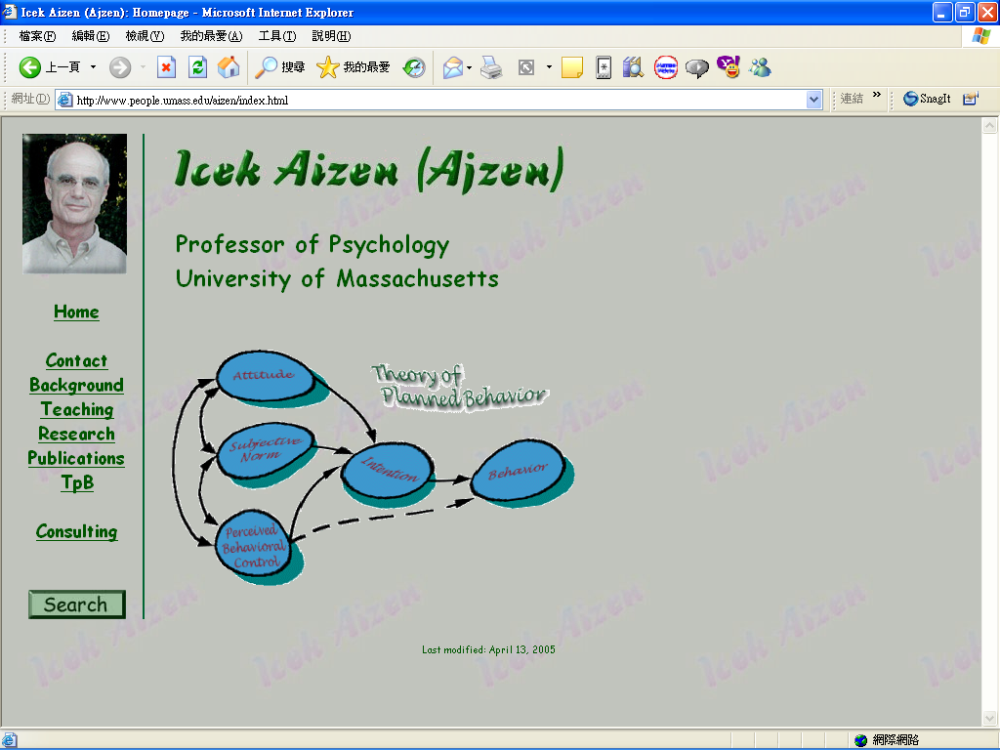 Icek Aizen (Ajzen): Homepage - Microsoft Internet Explorer
檔案(F) 編輯(E) 檢視(V) 我的最愛(A) 工具(T) 說明(H)
上一頁 搜尋 我的最愛
網址(D) http://www.people.umass.edu/aizen/index.html 連結 » SnagIt
Icek Aizen (Ajzen)
Professor of Psychology
University of Massachusetts
Home
Contact
Background
Teaching
Research
Publications
TpB
Consulting
Search
Theory of
Planned Behavior
Attitude
Subjective
Norm
Intention
Behavior
Perceived
Behavioral
Control
Last modified: April 13, 2005
Icek Aizen
網際網路